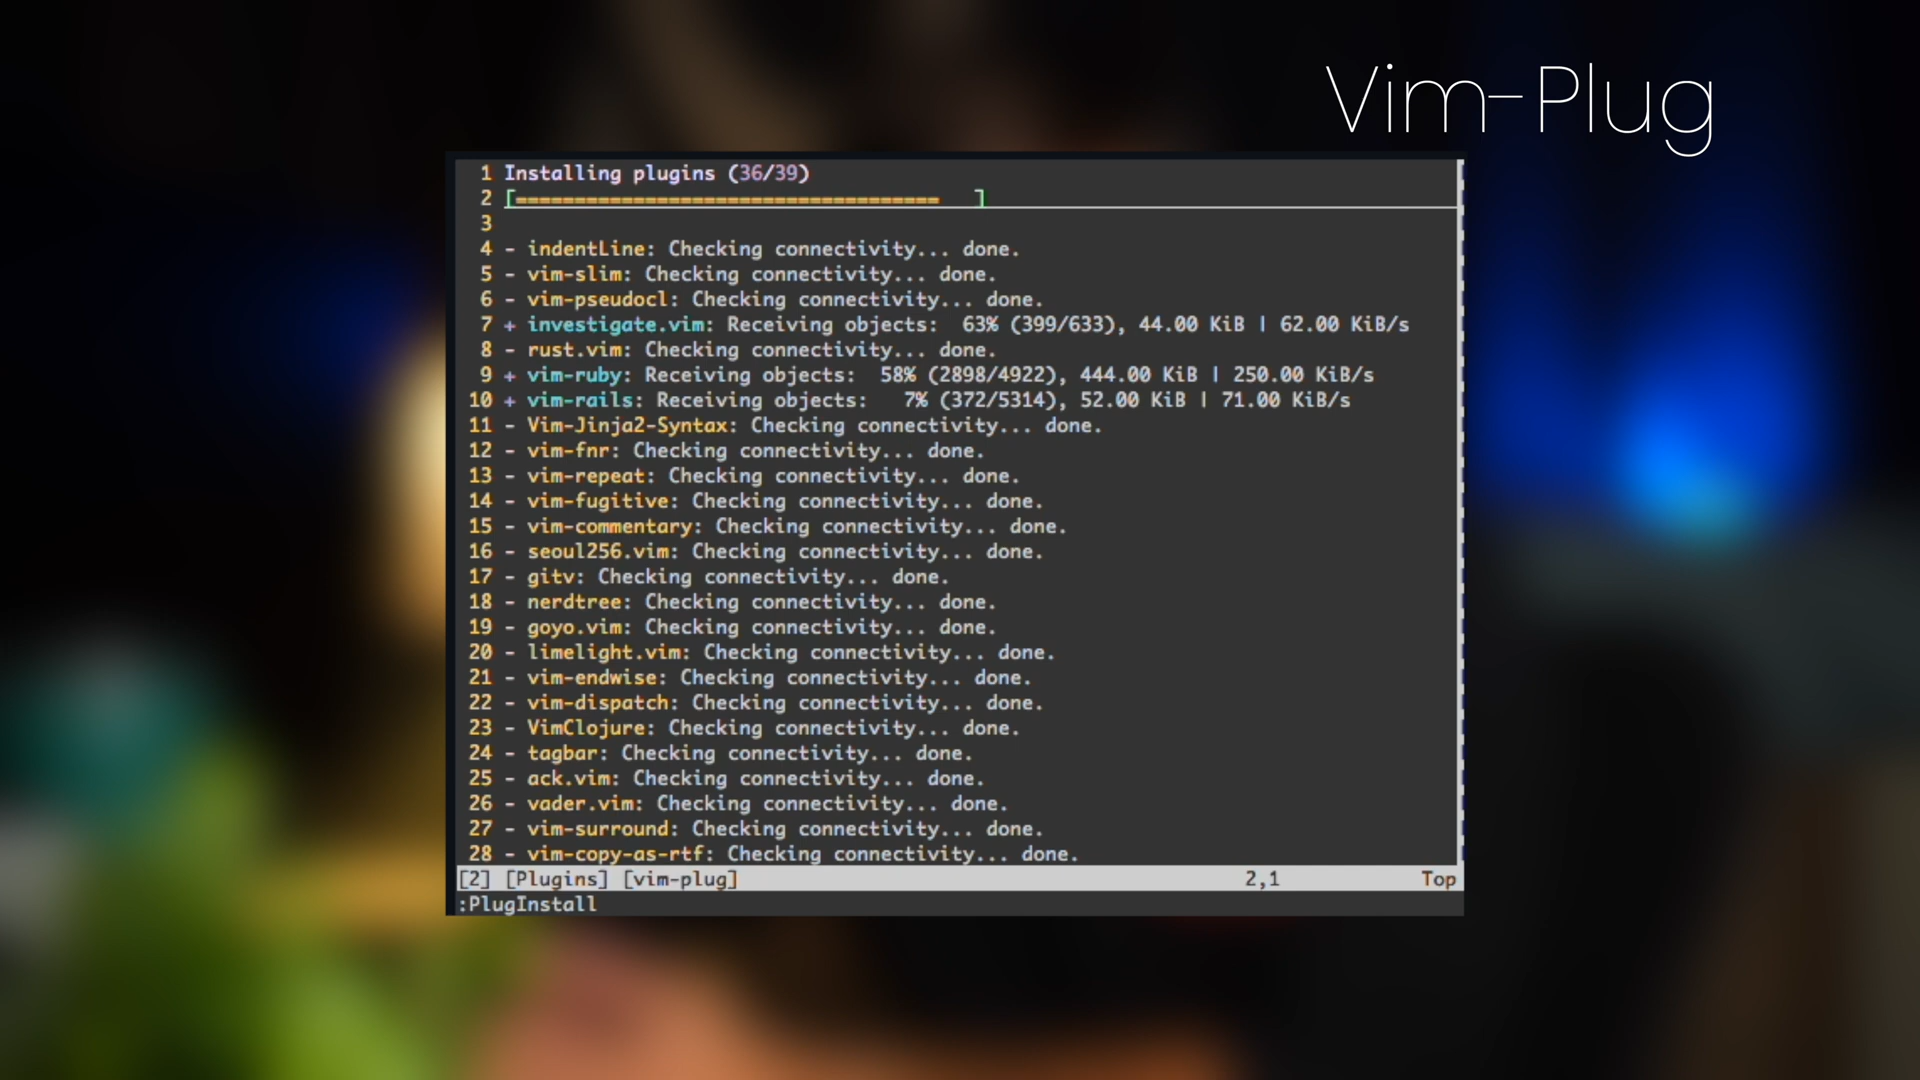 Vim-Plug
1 Installing plugins (36/39)
2 [==================================== ]
3
4 - indentLine: Checking connectivity... done.
5 - vim-slim: Checking connectivity... done.
6 - vim-pseudocl: Checking connectivity... done.
7 + investigate.vim: Receiving objects: 63% (399/633), 44.00 KiB | 62.00 KiB/s
8 - rust.vim: Checking connectivity... done.
9 + vim-ruby: Receiving objects: 58% (2898/4922), 444.00 KiB | 250.00 KiB/s
10 + vim-rails: Receiving objects: 7% (372/5314), 52.00 KiB | 71.00 KiB/s
11 - Vim-Jinja2-Syntax: Checking connectivity... done.
12 - vim-fnr: Checking connectivity... done.
13 - vim-repeat: Checking connectivity... done.
14 - vim-fugitive: Checking connectivity... done.
15 - vim-commentary: Checking connectivity... done.
16 - seoul256.vim: Checking connectivity... done.
17 - gitv: Checking connectivity... done.
18 - nerdtree: Checking connectivity... done.
19 - goyo.vim: Checking connectivity... done.
20 - limelight.vim: Checking connectivity... done.
21 - vim-endwise: Checking connectivity... done.
22 - vim-dispatch: Checking connectivity... done.
23 - VimClojure: Checking connectivity... done.
24 - tagbar: Checking connectivity... done.
25 - ack.vim: Checking connectivity... done.
26 - vader.vim: Checking connectivity... done.
27 - vim-surround: Checking connectivity... done.
28 - vim-copy-as-rtf: Checking connectivity... done.
[2] [Plugins] [vim-plug] 2,1 Top
:PlugInstall